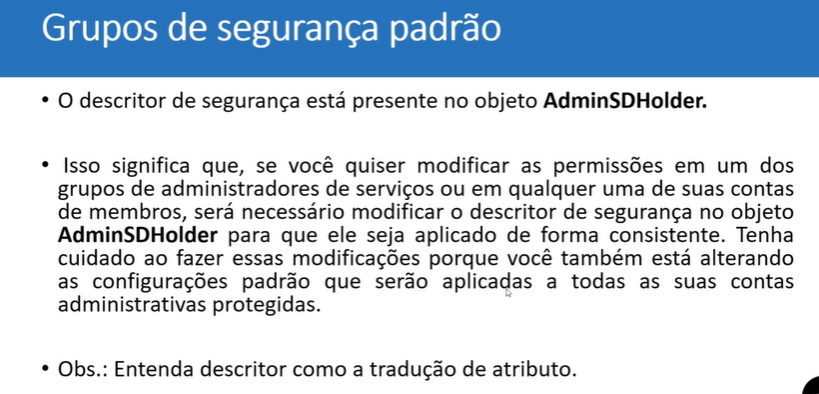 Grupos de segurança padrão
• O descritor de segurança está presente no objeto AdminSDHolder.
• Isso significa que, se você quiser modificar as permissões em um dos
grupos de administradores de serviços ou em qualquer uma de suas contas
de membros, será necessário modificar o descritor de segurança no objeto
AdminSDHolder para que ele seja aplicado de forma consistente. Tenha
cuidado ao fazer essas modificações porque você também está alterando
as configurações padrão que serão aplicadas a todas as suas contas
administrativas protegidas.
• Obs.: Entenda descritor como a tradução de atributo.